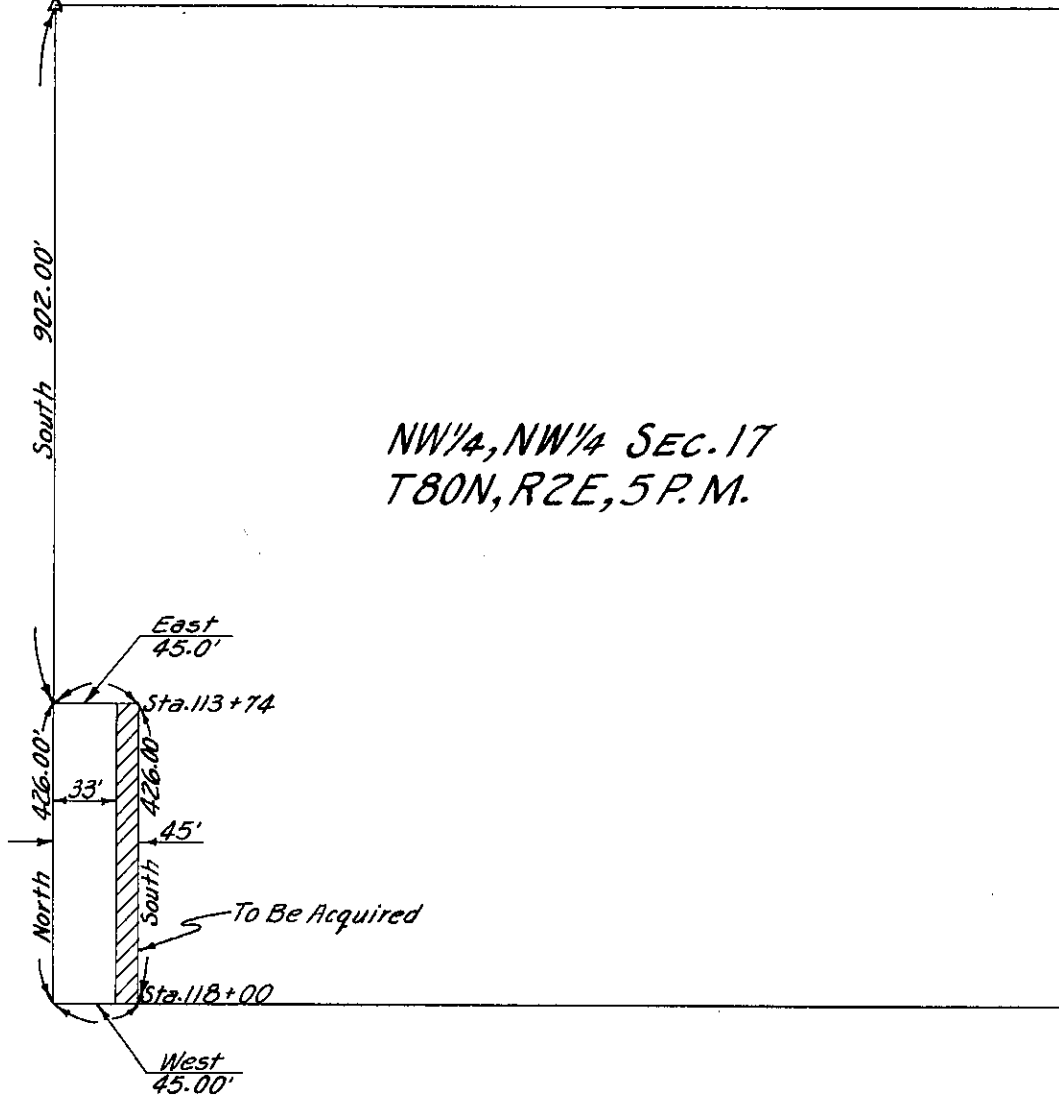 South 902.00'
NW1/4, NW1/4 SEC. 17
T80N, R2E, 5 P. M.
East
45.0'
Sta. 113+74
North 426.00'
South 426.00
33'
45'
To Be Acquired
Sta. 118+00
West
45.00'